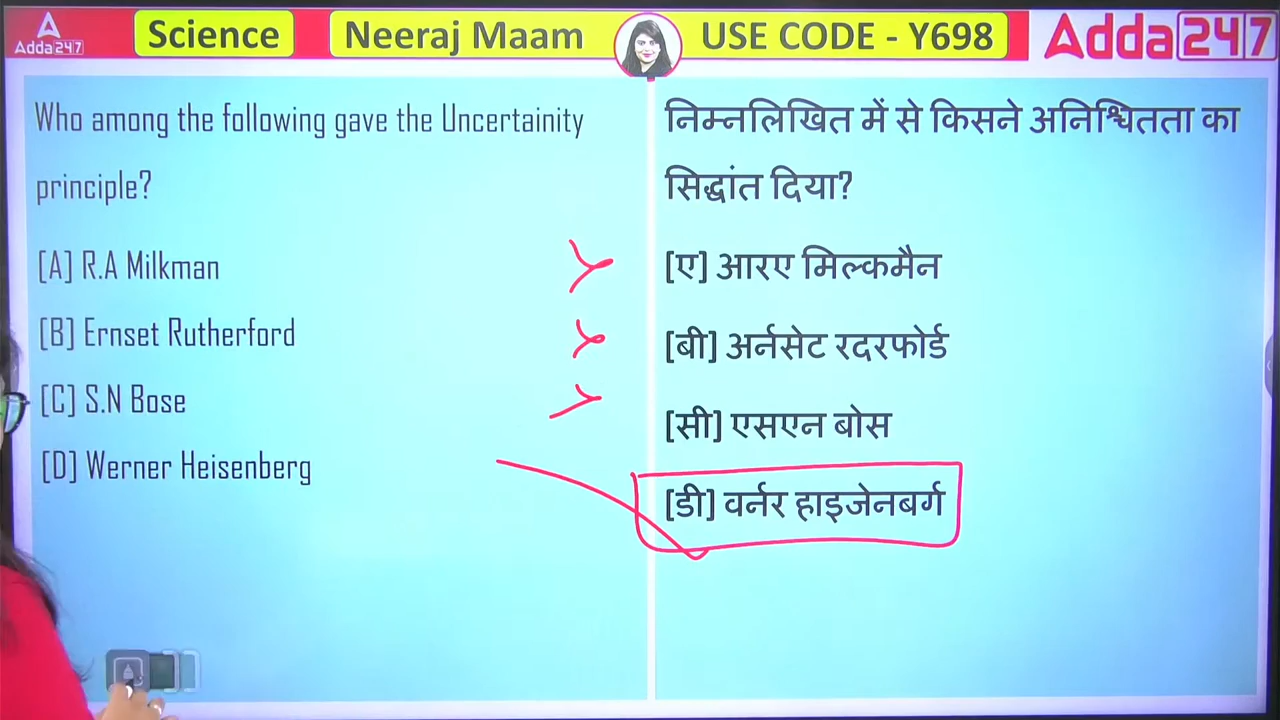 Adda247
Science
Neeraj Maam
USE CODE - Y698
Adda247
Who among the following gave the Uncertainity
principle?
[A] R.A Milkman
[B] Ernset Rutherford
[C] S.N Bose
[D] Werner Heisenberg
निम्नलिखित में से किसने अनिश्चितता का
सिद्धांत दिया?
[ए] आरए मिल्कमैन
[बी] अर्नसेट रदरफोर्ड
[सी] एसएन बोस
[डी] वर्नर हाइजेनबर्ग